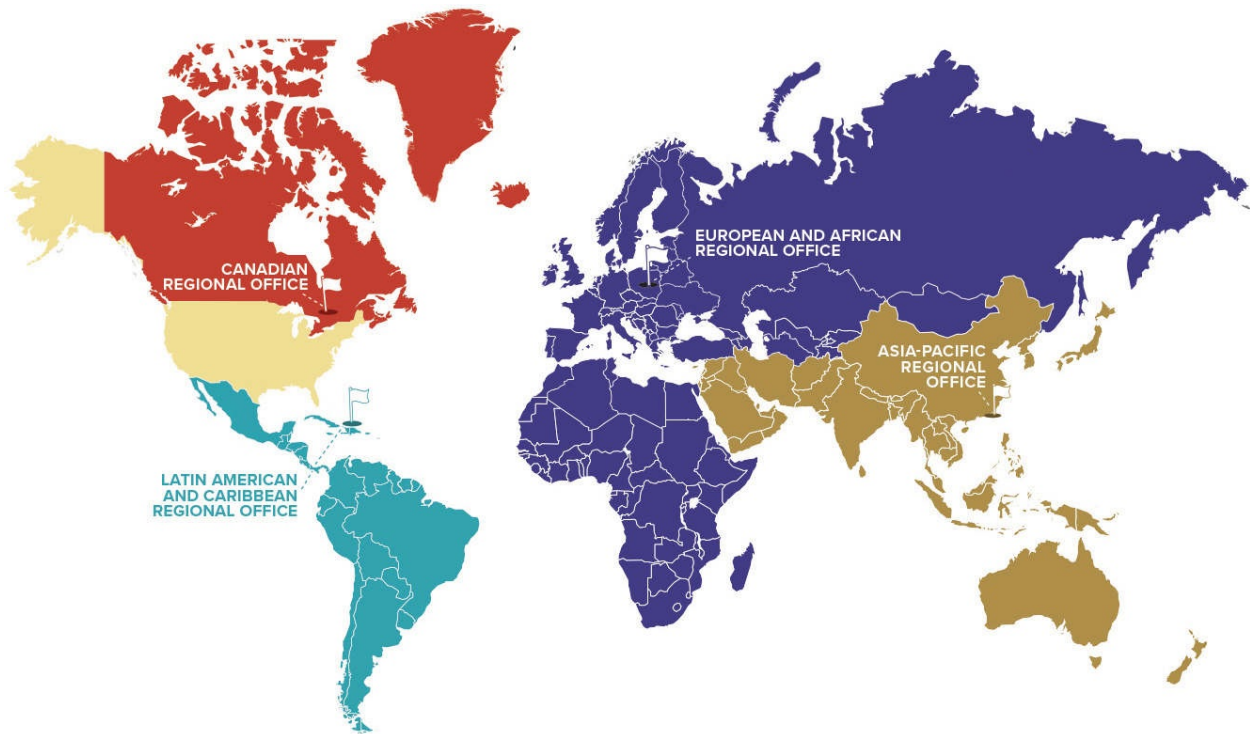 CANADIAN
REGIONAL OFFICE
EUROPEAN AND AFRICAN
REGIONAL OFFICE
ASIA-PACIFIC
REGIONAL
OFFICE
LATIN AMERICAN
AND CARIBBEAN
REGIONAL OFFICE